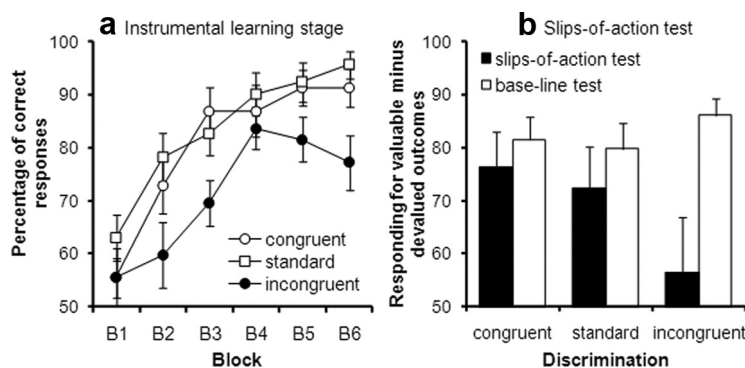 a Instrumental learning stage
Percentage of correct
responses
100
90
80
70
60
50
congruent
standard
incongruent
B1 B2 B3 B4 B5 B6
Block
b Slips-of-action test
Responding for valuable minus
devalued outcomes
100
90
80
70
60
50
slips-of-action test
base-line test
congruent standard incongruent
Discrimination